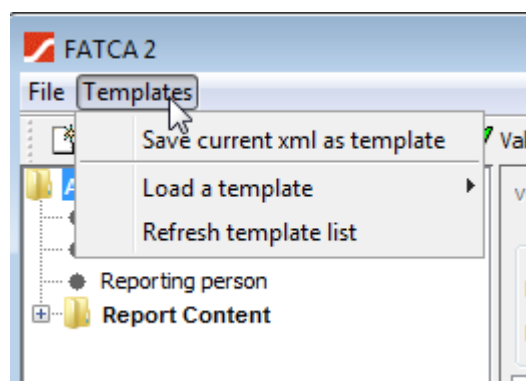 FATCA 2
File Templates
Save current xml as template
Load a template
Refresh template list
Reporting person
Report Content